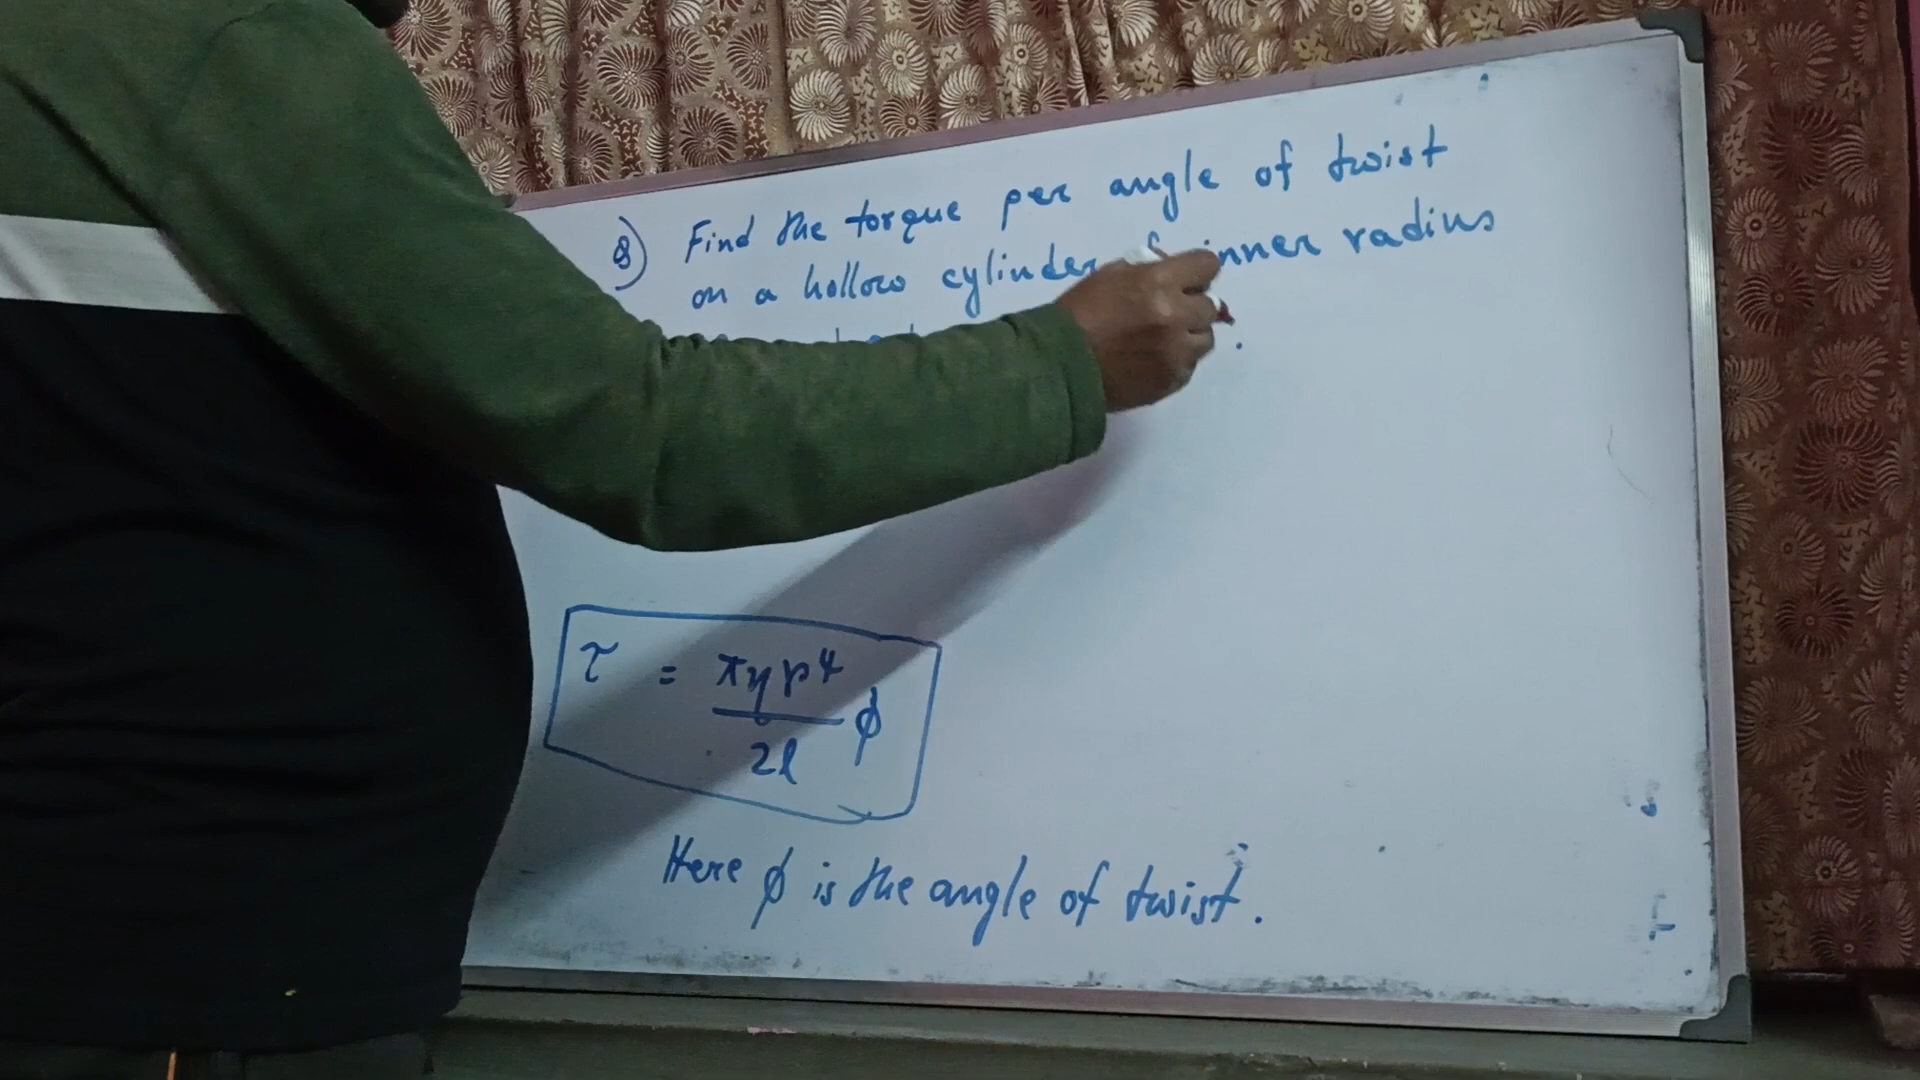 Q) Find the torque per angle of twist
on a hollow cylinder inner radius
τ = πηr⁴/2l ϕ
Here ϕ is the angle of twist.